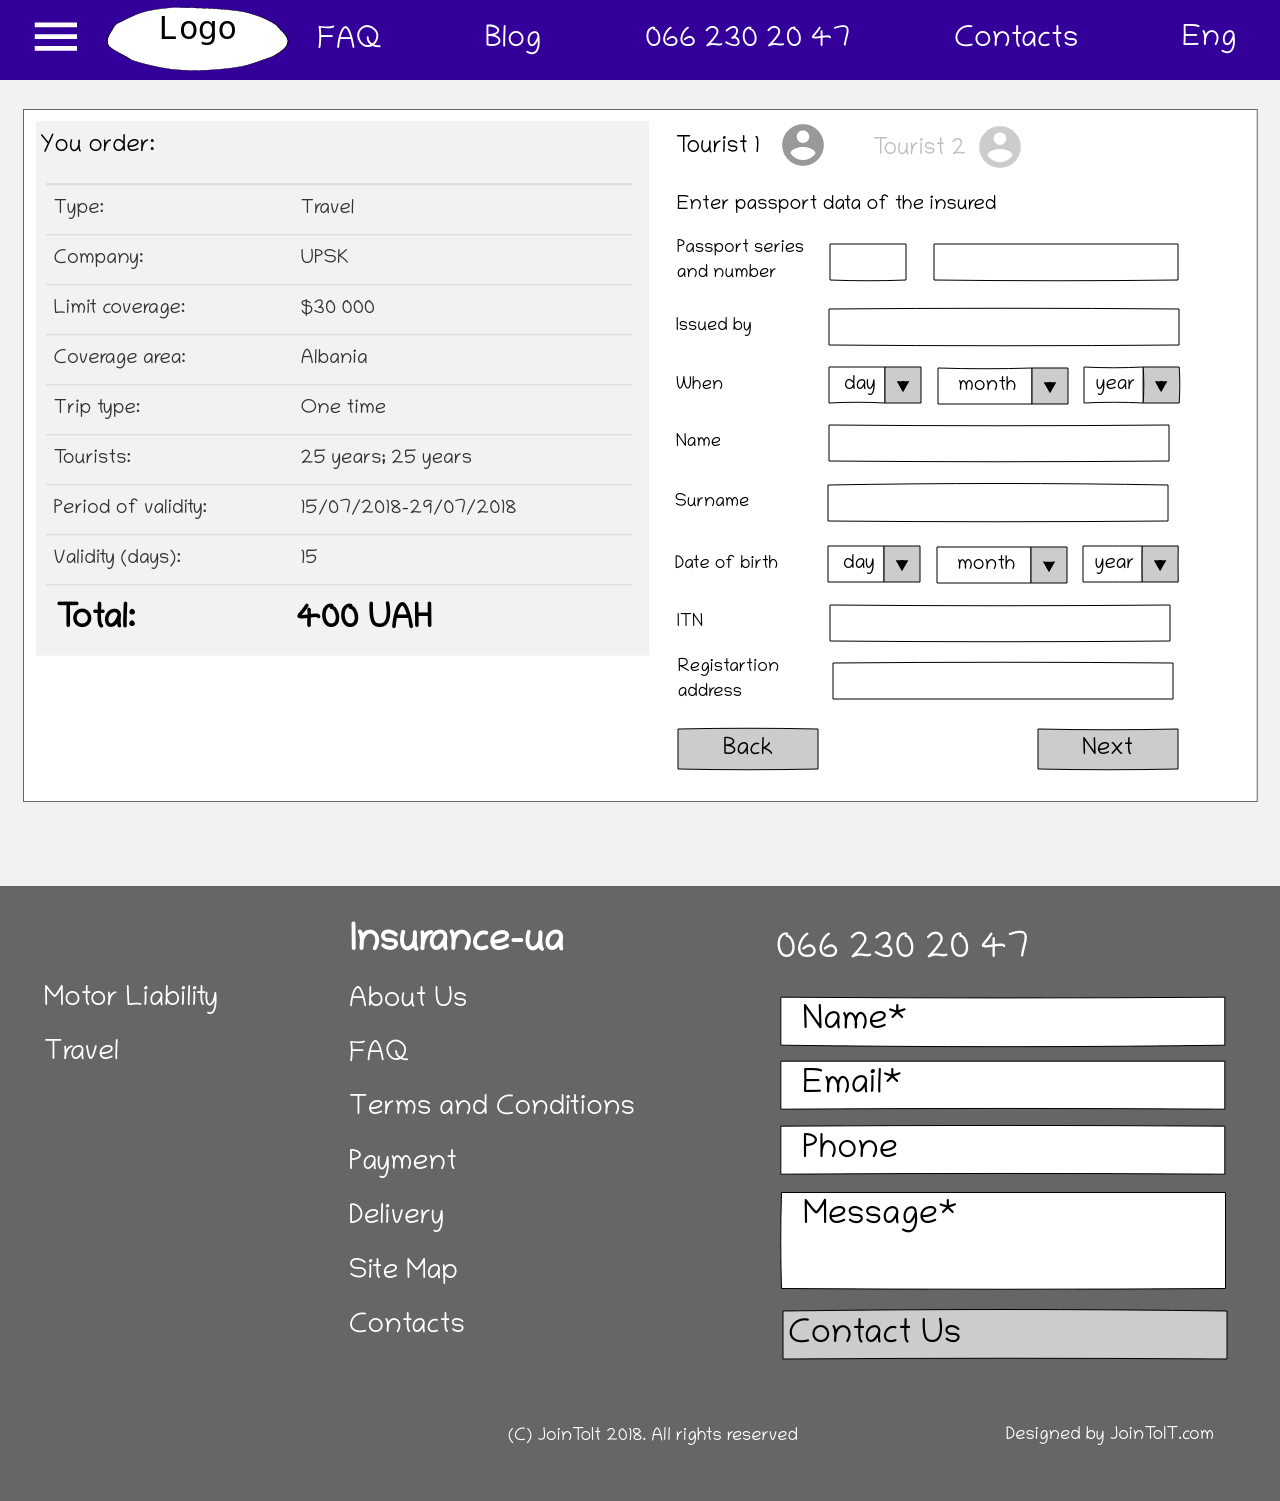 Logo FAQ Blog 066 230 20 47 Contacts Eng
You order:
Type: Travel
Company: UPSK
Limit coverage: $30 000
Coverage area: Albania
Trip type: One time
Tourists: 25 years; 25 years
Period of validity: 15/07/2018-29/07/2018
Validity (days): 15
Total: 400 UAH
Tourist 1 Tourist 2
Enter passport data of the insured
Passport series
and number
Issued by
When day month year
Name
Surname
Date of birth day month year
ITN
Registartion
address
Back Next
Motor Liability
Travel
Insurance-ua
About Us
FAQ
Terms and Conditions
Payment
Delivery
Site Map
Contacts
066 230 20 47
Name*
Email*
Phone
Message*
Contact Us
(C) JoinToIt 2018. All rights reserved
Designed by JoinToIT.com